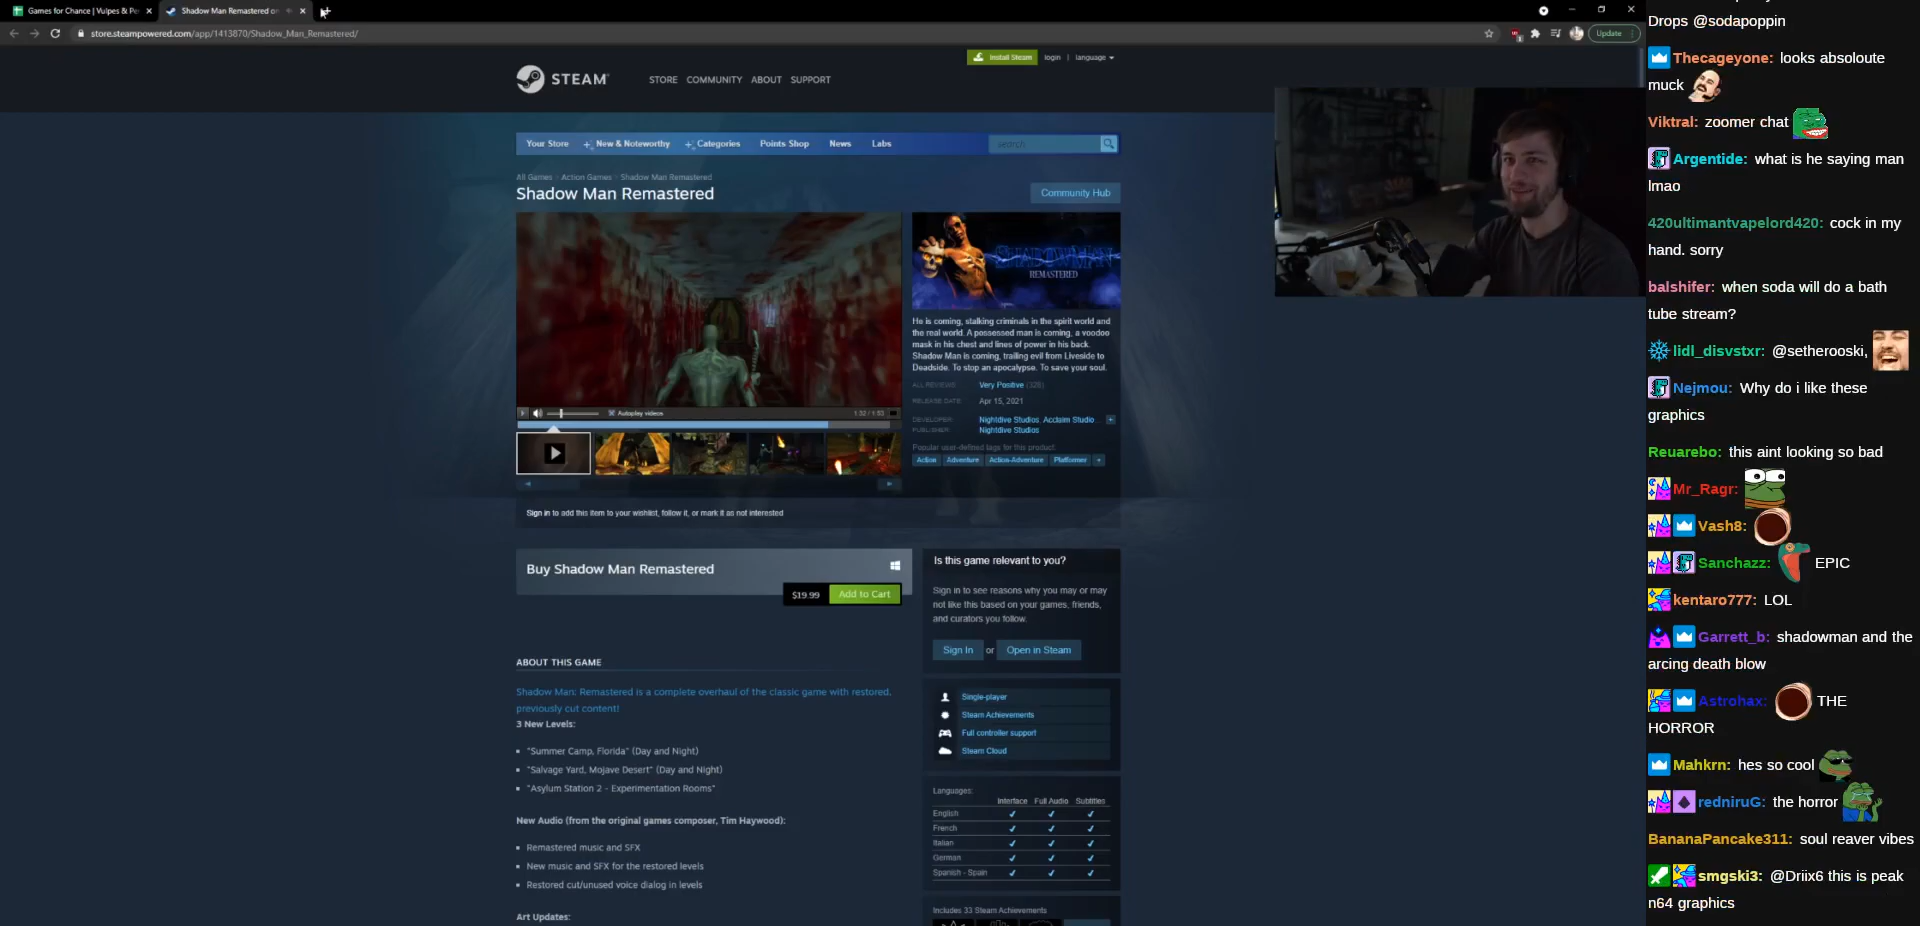 Games for Chance | Vulpes & Pe
Shadow Man Remastered on
store.steampowered.com/app/1413870/Shadow_Man_Remastered/
Update
Install Steam
login | language
STEAM
STORE COMMUNITY ABOUT SUPPORT
Your Store New & Noteworthy Categories Points Shop News Labs
search
All Games > Action Games > Shadow Man Remastered
Shadow Man Remastered
Community Hub
SHADOWMAN
REMASTERED
He is coming, stalking criminals in the spirit world and
the real world. A possessed man is coming, a voodoo
mask in his chest and lines of power in his back.
Shadow Man is coming, trailing evil from Liveside to
Deadside. To stop an apocalypse. To save your soul.
ALL REVIEWS: Very Positive (328)
RELEASE DATE: Apr 15, 2021
DEVELOPER: Nightdive Studios, Acclaim Studio
PUBLISHER: Nightdive Studios
Popular user-defined tags for this product:
Action Adventure Action-Adventure Platformer +
Autoplay videos
Sign in to add this item to your wishlist, follow it, or mark it as not interested
Buy Shadow Man Remastered
$19.99 Add to Cart
Is this game relevant to you?
Sign in to see reasons why you may or may
not like this based on your games, friends,
and curators you follow.
Sign In or Open in Steam
ABOUT THIS GAME
Shadow Man: Remastered is a complete overhaul of the classic game with restored,
previously cut content!
3 New Levels:
"Summer Camp, Florida" (Day and Night)
"Salvage Yard, Mojave Desert" (Day and Night)
"Asylum Station 2 - Experimentation Rooms"
New Audio (from the original games composer, Tim Haywood):
Remastered music and SFX
New music and SFX for the restored levels
Restored cut/unused voice dialog in levels
Art Updates:
Single-player
Steam Achievements
Full controller support
Steam Cloud
Languages:
Interface Full Audio Subtitles
English ✔ ✔ ✔
French ✔ ✔ ✔
Italian ✔ ✔ ✔
German ✔ ✔ ✔
Spanish - Spain ✔ ✔ ✔
Includes 33 Steam Achievements
Drops @sodapoppin
Thecageyone: looks absoloute
muck
Viktral: zoomer chat
Argentide: what is he saying man
lmao
420ultimantvapelord420: cock in my
hand. sorry
balshifer: when soda will do a bath
tube stream?
lidl_disvstxr: @setherooski,
Nejmou: Why do i like these
graphics
Reuarebo: this aint looking so bad
Mr_Ragr:
Vash8:
Sanchazz: EPIC
kentaro777: LOL
Garrett_b: shadowman and the
arcing death blow
Astrohax: THE
HORROR
Mahkrn: hes so cool
redniruG: the horror
BananaPancake311: soul reaver vibes
smgski3: @Driix6 this is peak
n64 graphics